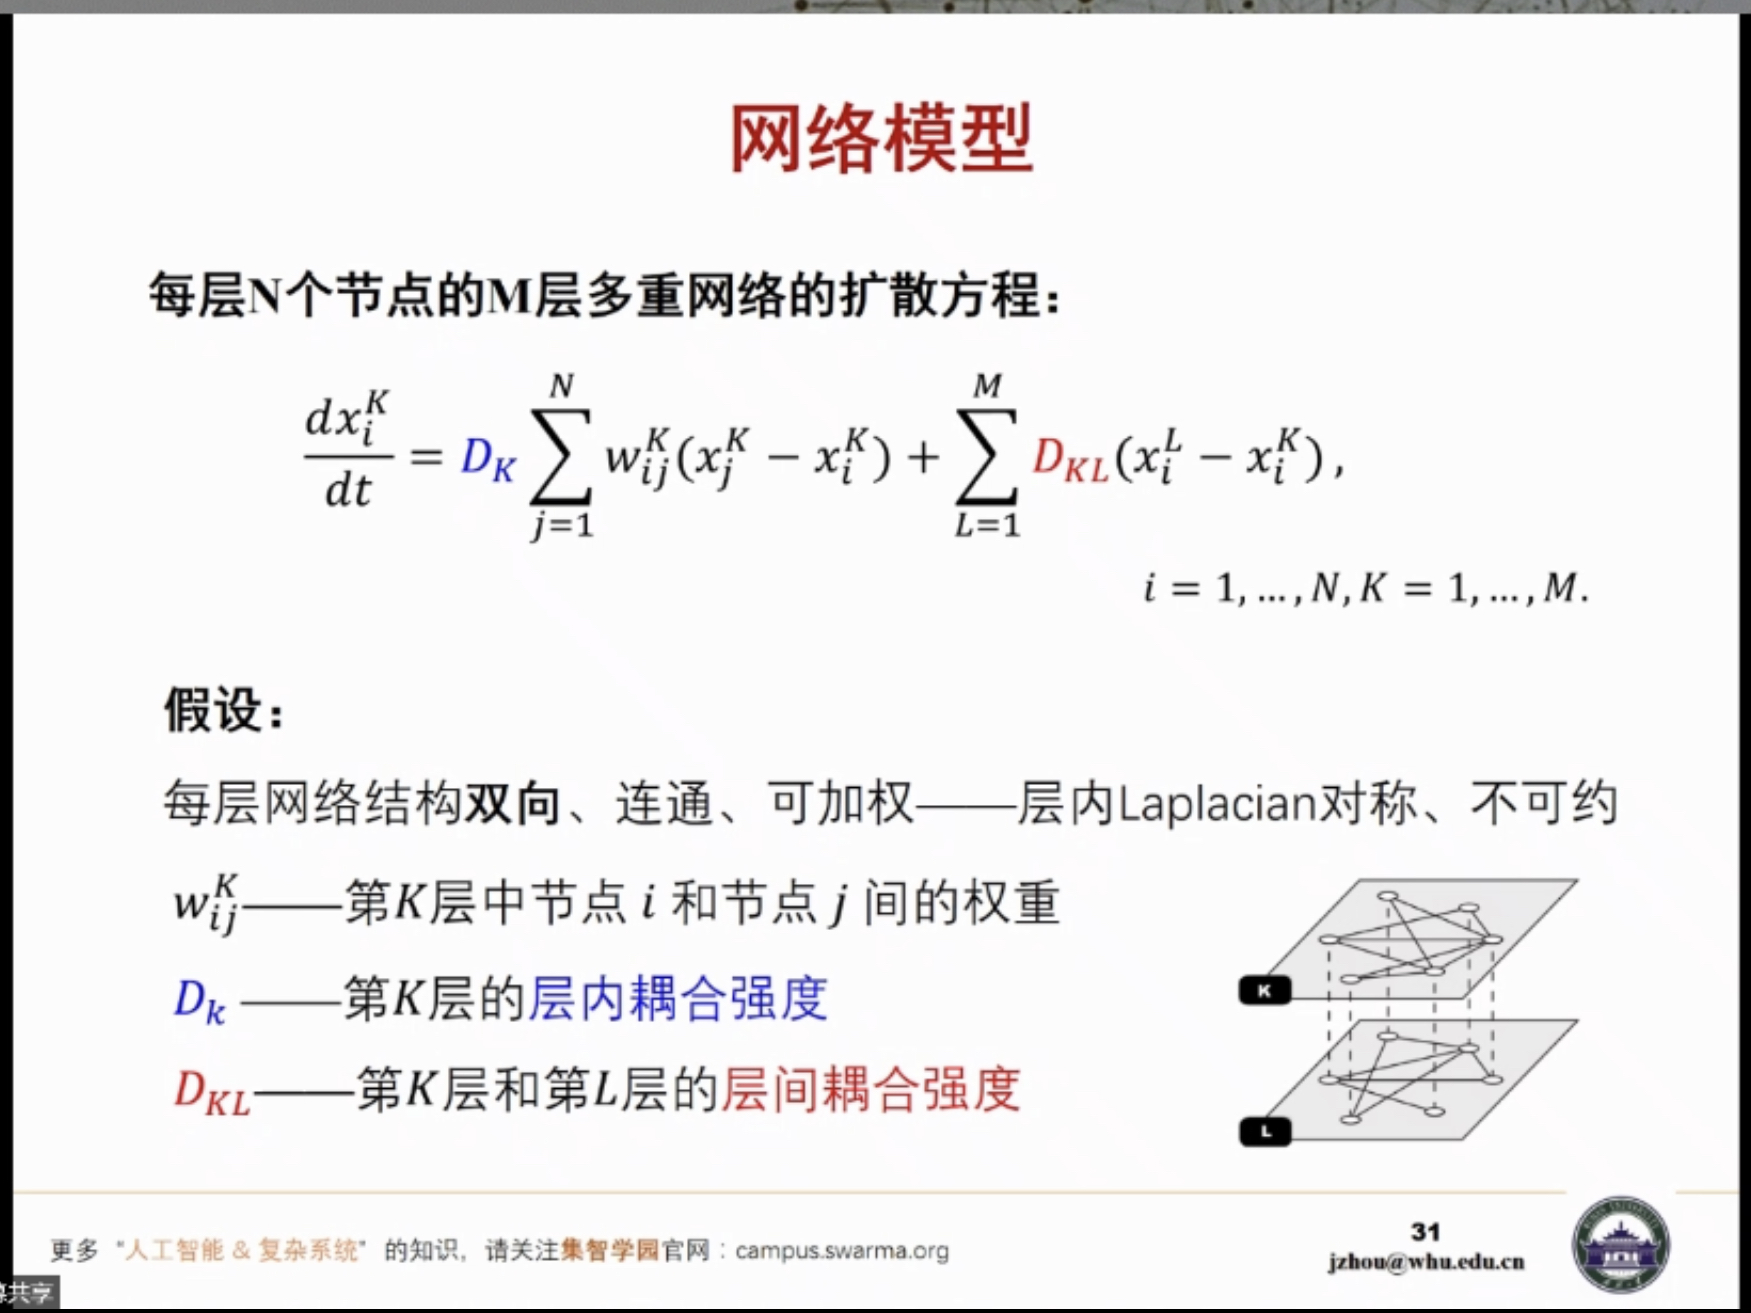 网络模型
每层N个节点的M层多重网络的扩散方程：
$\frac{dx_i^K}{dt} = D_K \sum_{j=1}^{N} w_{ij}^K (x_j^K - x_i^K) + \sum_{L=1}^{M} D_{KL} (x_i^L - x_i^K),$
$i = 1, \dots, N, K = 1, \dots, M.$
假设：
每层网络结构双向、连通、可加权——层内Laplacian对称、不可约
$w_{ij}^K$——第K层中节点 i 和节点 j 间的权重
$D_k$ ——第K层的层内耦合强度
$D_{KL}$——第K层和第L层的层间耦合强度
K
L
更多 “人工智能 & 复杂系统” 的知识，请关注集智学园官网：campus.swarma.org
31
jzhou@whu.edu.cn
共享